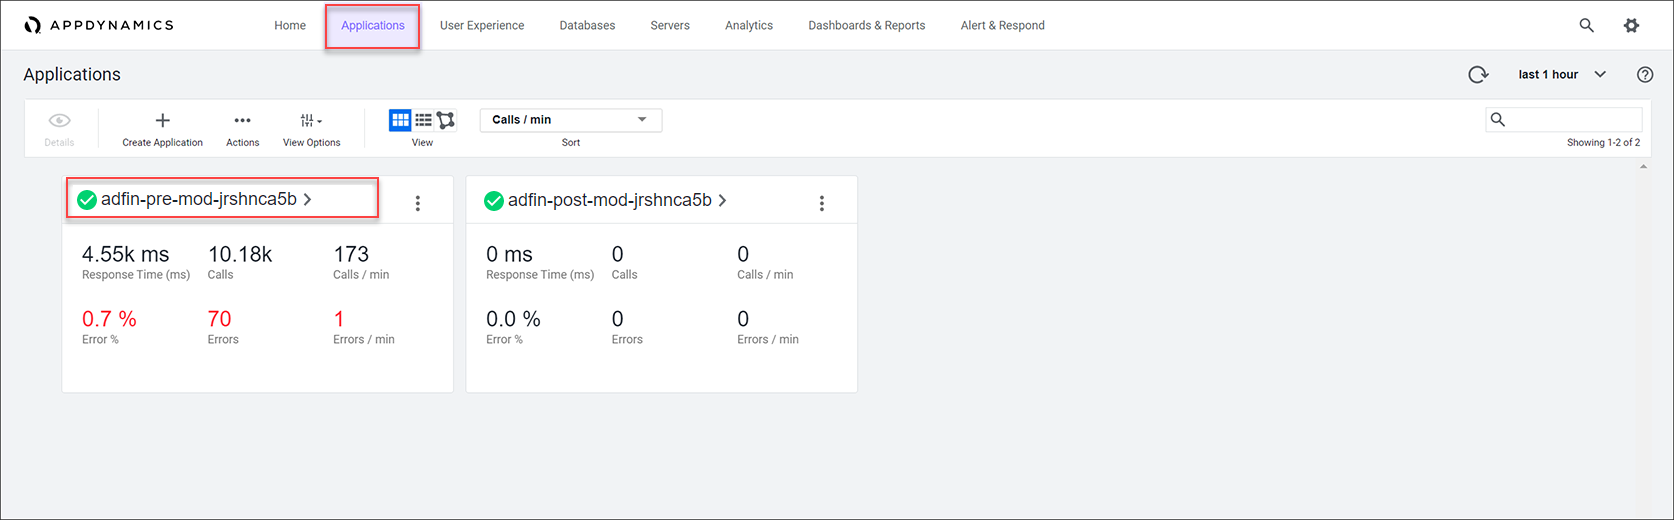 APPDYNAMICS Home Applications User Experience Databases Servers Analytics Dashboards & Reports Alert & Respond
Applications last 1 hour
Details Create Application Actions View Options View Calls / min Sort Showing 1-2 of 2
adfin-pre-mod-jrshnca5b
4.55k ms 10.18k 173
Response Time (ms) Calls Calls / min
0.7 % 70 1
Error % Errors Errors / min
adfin-post-mod-jrshnca5b
0 ms 0 0
Response Time (ms) Calls Calls / min
0.0 % 0 0
Error % Errors Errors / min